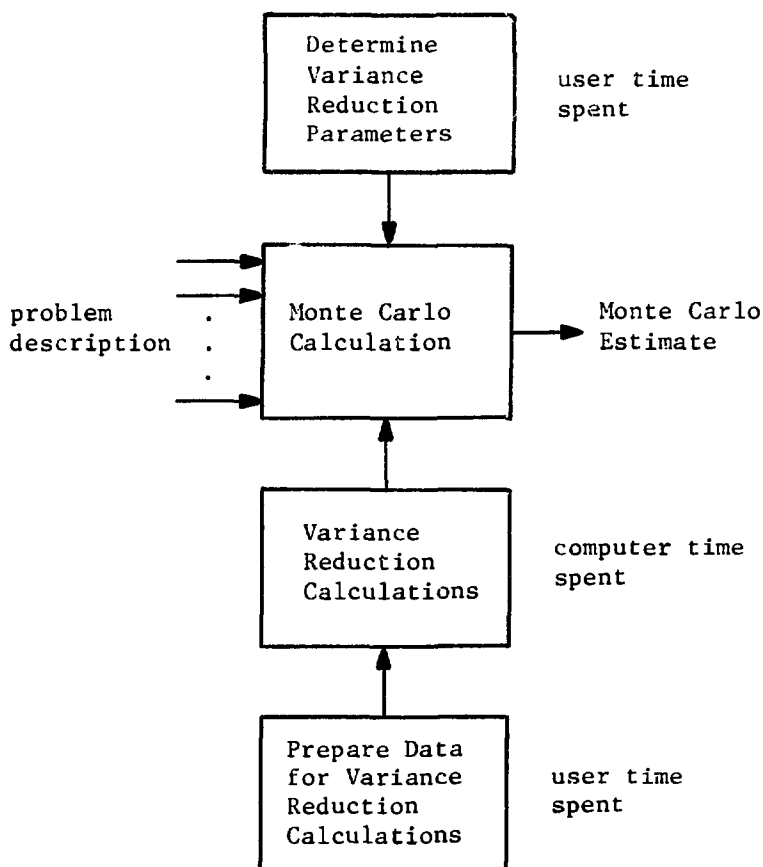 Determine
Variance
Reduction
Parameters
user time
spent
problem
description
Monte Carlo
Calculation
Monte Carlo
Estimate
Variance
Reduction
Calculations
computer time
spent
Prepare Data
for Variance
Reduction
Calculations
user time
spent